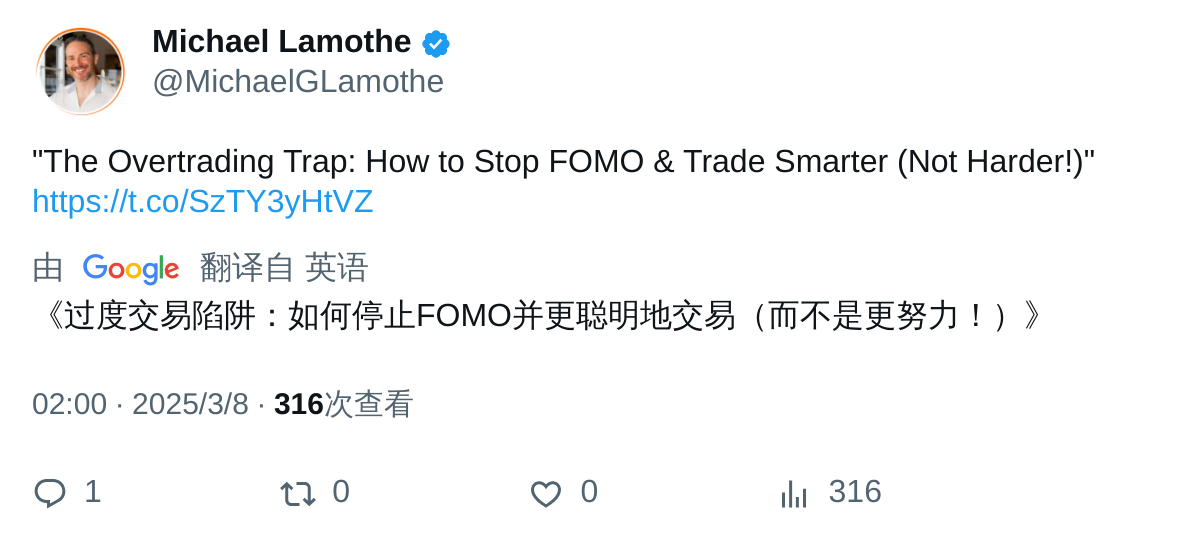 Michael Lamothe
@MichaelGLamothe
"The Overtrading Trap: How to Stop FOMO & Trade Smarter (Not Harder!)"
https://t.co/SzTY3yHtVZ
由 Google 翻译自 英语
《过度交易陷阱：如何停止FOMO并更聪明地交易（而不是更努力！）》
02:00 · 2025/3/8 · 316次查看
1 0 0 316